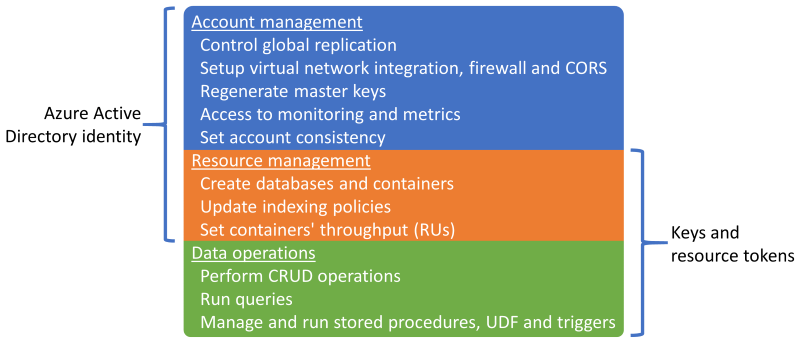 Account management
Control global replication
Setup virtual network integration, firewall and CORS
Regenerate master keys
Access to monitoring and metrics
Set account consistency
Azure Active
Directory identity
Resource management
Create databases and containers
Update indexing policies
Set containers' throughput (RUs)
Data operations
Perform CRUD operations
Run queries
Manage and run stored procedures, UDF and triggers
Keys and
resource tokens